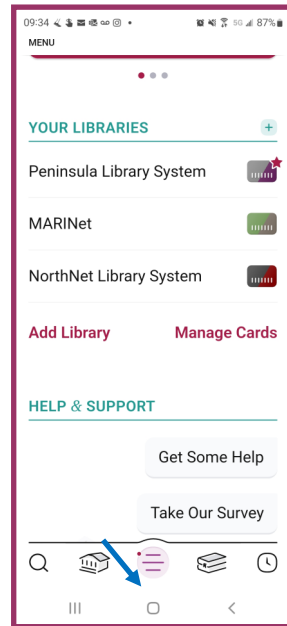 09:34 5G 87%
MENU
YOUR LIBRARIES +
Peninsula Library System
MARINet
NorthNet Library System
Add Library Manage Cards
HELP & SUPPORT
Get Some Help
Take Our Survey